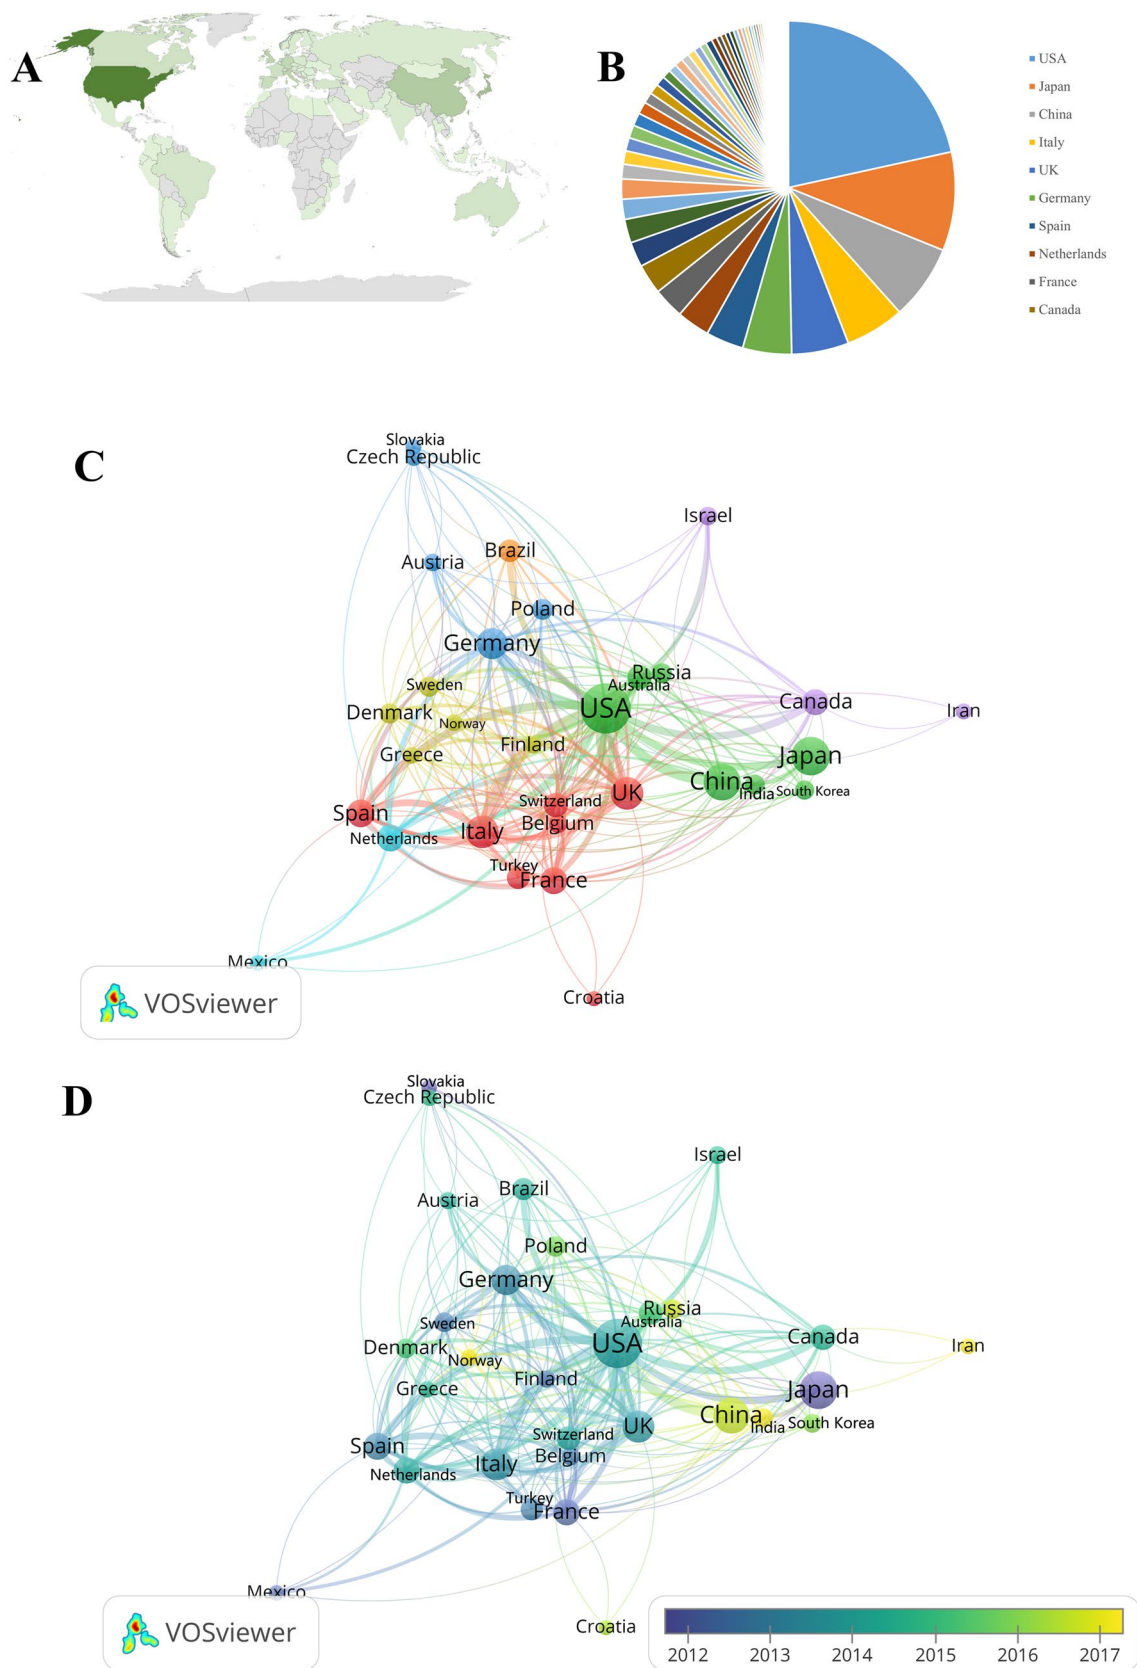 A
B
USA
Japan
China
Italy
UK
Germany
Spain
Netherlands
France
Canada
C
Slovakia
Czech Republic
Israel
Brazil
Austria
Poland
Germany
Russia
Sweden
Australia
Canada
USA
Iran
Denmark
Norway
Finland
Greece
Japan
China
India
South Korea
UK
Switzerland
Spain
Belgium
Italy
Netherlands
Turkey
France
Mexico
VOSviewer
Croatia
D
Slovakia
Czech Republic
Israel
Brazil
Austria
Poland
Germany
Russia
Sweden
Australia
Canada
USA
Iran
Denmark
Norway
Finland
Greece
Japan
China
India
South Korea
UK
Switzerland
Spain
Belgium
Italy
Netherlands
Turkey
France
Mexico
VOSviewer
Croatia
2012 2013 2014 2015 2016 2017